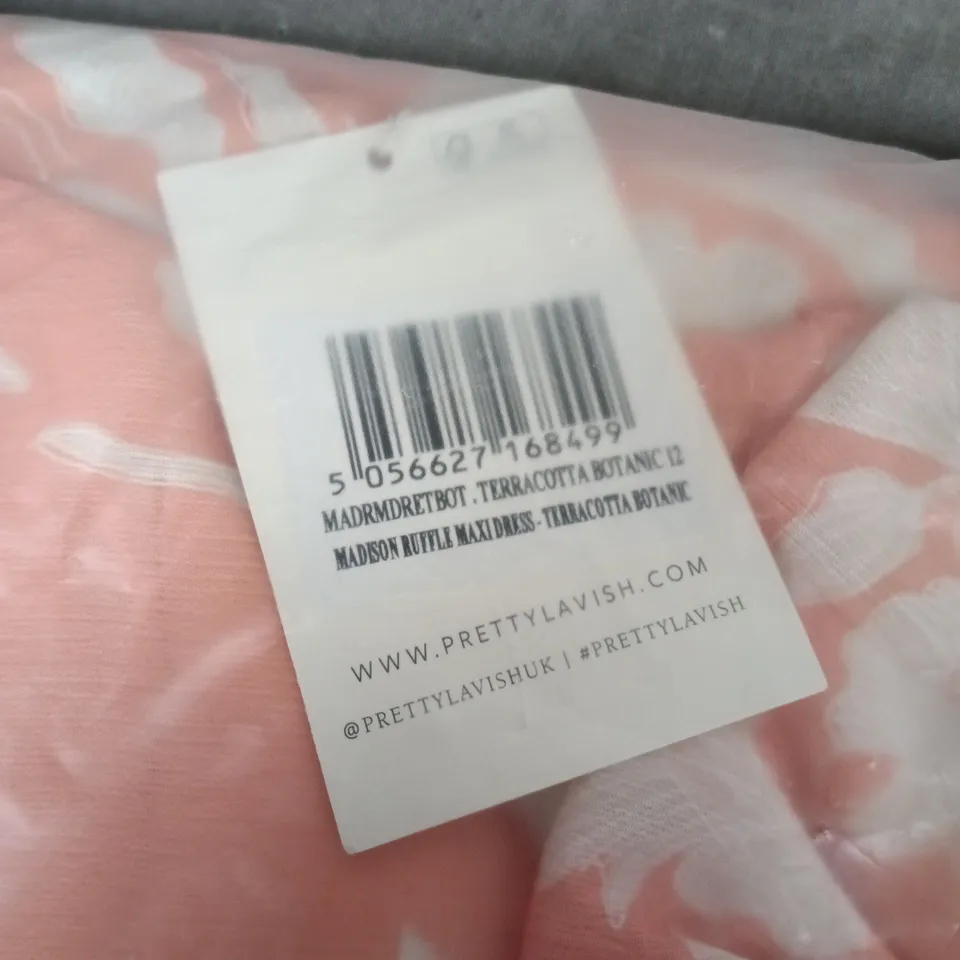 5 056627 168499
MADRMDRETBOT . TERRACOTTA BOTANIC 12
MADISON RUFFLE MAXI DRESS - TERRACOTTA BOTANIC
WWW.PRETTYLAVISH.COM
@PRETTYLAVISHUK | #PRETTYLAVISH